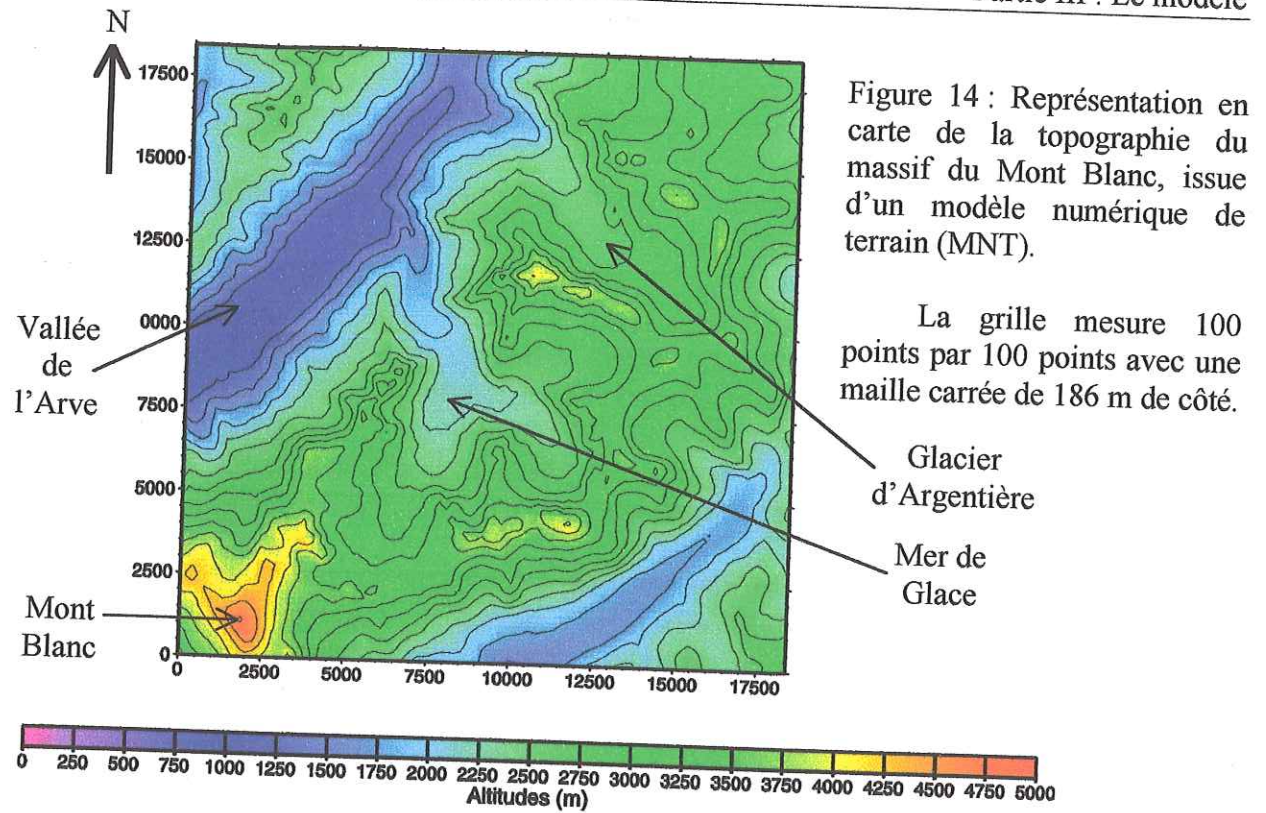 Partie III : Le modèle
N
17500
15000
12500
0000
7500
5000
2500
0
0 2500 5000 7500 10000 12500 15000 17500
Vallée
de
l'Arve
Mont
Blanc
Figure 14 : Représentation en
carte de la topographie du
massif du Mont Blanc, issue
d'un modèle numérique de
terrain (MNT).
La grille mesure 100
points par 100 points avec une
maille carrée de 186 m de côté.
Glacier
d'Argentière
Mer de
Glace
0 250 500 750 1000 1250 1500 1750 2000 2250 2500 2750 3000 3250 3500 3750 4000 4250 4500 4750 5000
Altitudes (m)